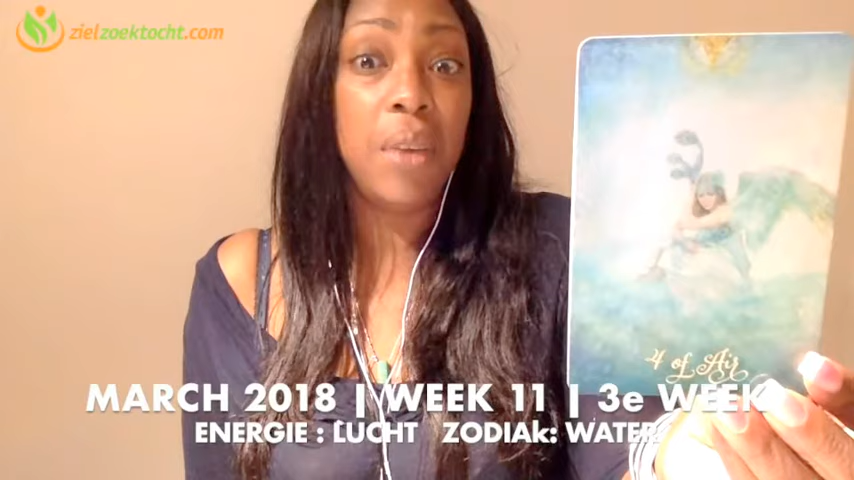 zielzoektocht.com
4 of Air
MARCH 2018 | WEEK 11 | 3e WEEK
ENERGIE : LUCHT ZODIAk: WATER